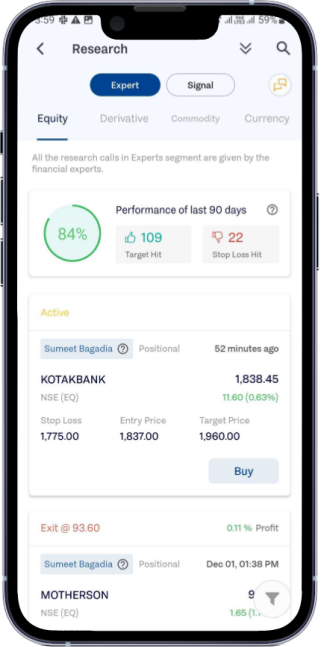 3:59 59%
Research
Expert Signal
Equity Derivative Commodity Currency
All the research calls in Experts segment are given by the
financial experts.
Performance of last 90 days
84% 109 22
Target Hit Stop Loss Hit
Active
Sumeet Bagadia Positional 52 minutes ago
KOTAKBANK 1,838.45
NSE (EQ) 11.60 (0.63%)
Stop Loss Entry Price Target Price
1,775.00 1,837.00 1,960.00
Buy
Exit @ 93.60 0.11 % Profit
Sumeet Bagadia Positional Dec 01, 01:38 PM
MOTHERSON 9
NSE (EQ) 1.65 (1.